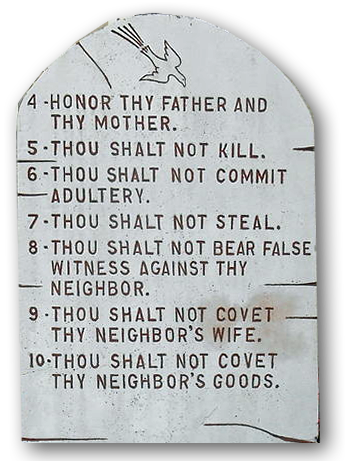 4-HONOR THY FATHER AND
THY MOTHER.
5-THOU SHALT NOT KILL.
6-THOU SHALT NOT COMMIT
ADULTERY.
7-THOU SHALT NOT STEAL.
8-THOU SHALT NOT BEAR FALSE
WITNESS AGAINST THY
NEIGHBOR.
9-THOU SHALT NOT COVET
THY NEIGHBOR'S WIFE.
10-THOU SHALT NOT COVET
THY NEIGHBOR'S GOODS.